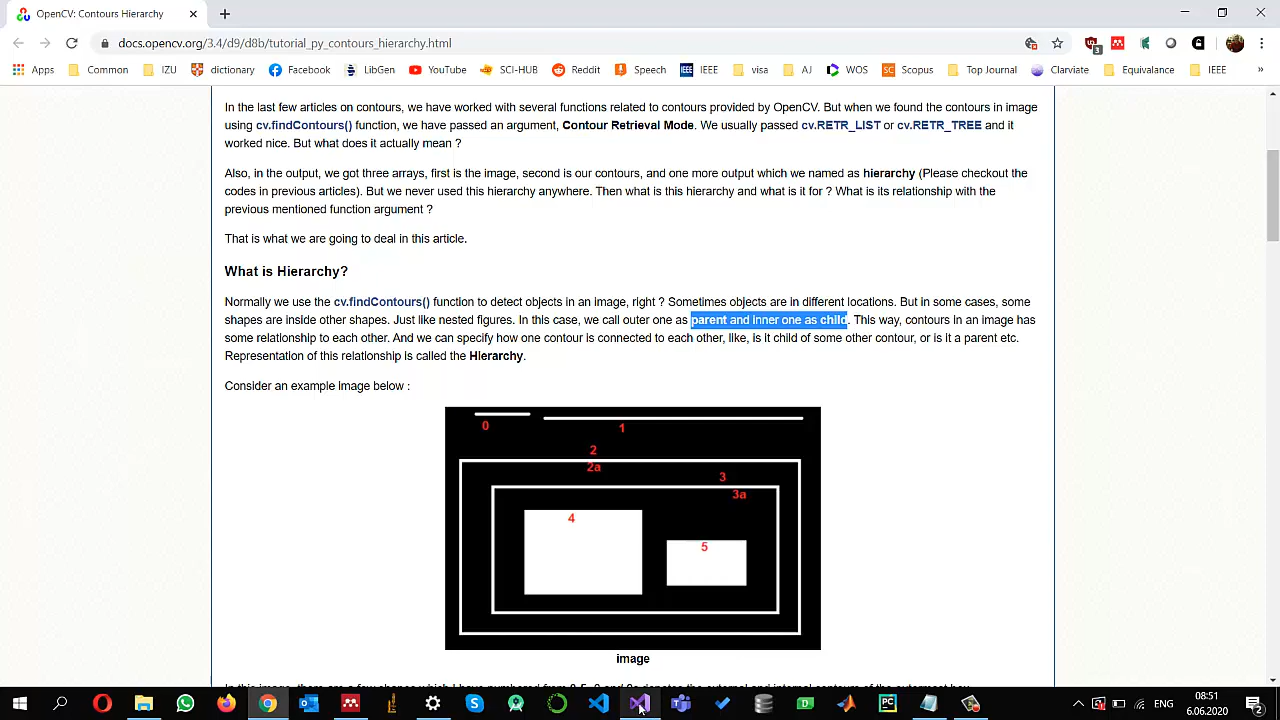 OpenCV: Contours Hierarchy
docs.opencv.org/3.4/d9/d8b/tutorial_py_contours_hierarchy.html
3
Apps Common IZU dictionary Facebook LibGen YouTube SCI-HUB Reddit Speech IEEE visa AJ WOS Scopus Top Journal Clarviate Equivalance IEEE »
In the last few articles on contours, we have worked with several functions related to contours provided by OpenCV. But when we found the contours in image
using cv.findContours() function, we have passed an argument, Contour Retrieval Mode. We usually passed cv.RETR_LIST or cv.RETR_TREE and it
worked nice. But what does it actually mean ?
Also, in the output, we got three arrays, first is the image, second is our contours, and one more output which we named as hierarchy (Please checkout the
codes in previous articles). But we never used this hierarchy anywhere. Then what is this hierarchy and what is it for ? What is its relationship with the
previous mentioned function argument ?
That is what we are going to deal in this article.
What is Hierarchy?
Normally we use the cv.findContours() function to detect objects in an image, right ? Sometimes objects are in different locations. But in some cases, some
shapes are inside other shapes. Just like nested figures. In this case, we call outer one as parent and inner one as child. This way, contours in an image has
some relationship to each other. And we can specify how one contour is connected to each other, like, is it child of some other contour, or is it a parent etc.
Representation of this relationship is called the Hierarchy.
Consider an example image below :
0
1
2
2a
3
3a
4
5
image
ENG
08:51
6.06.2020
2